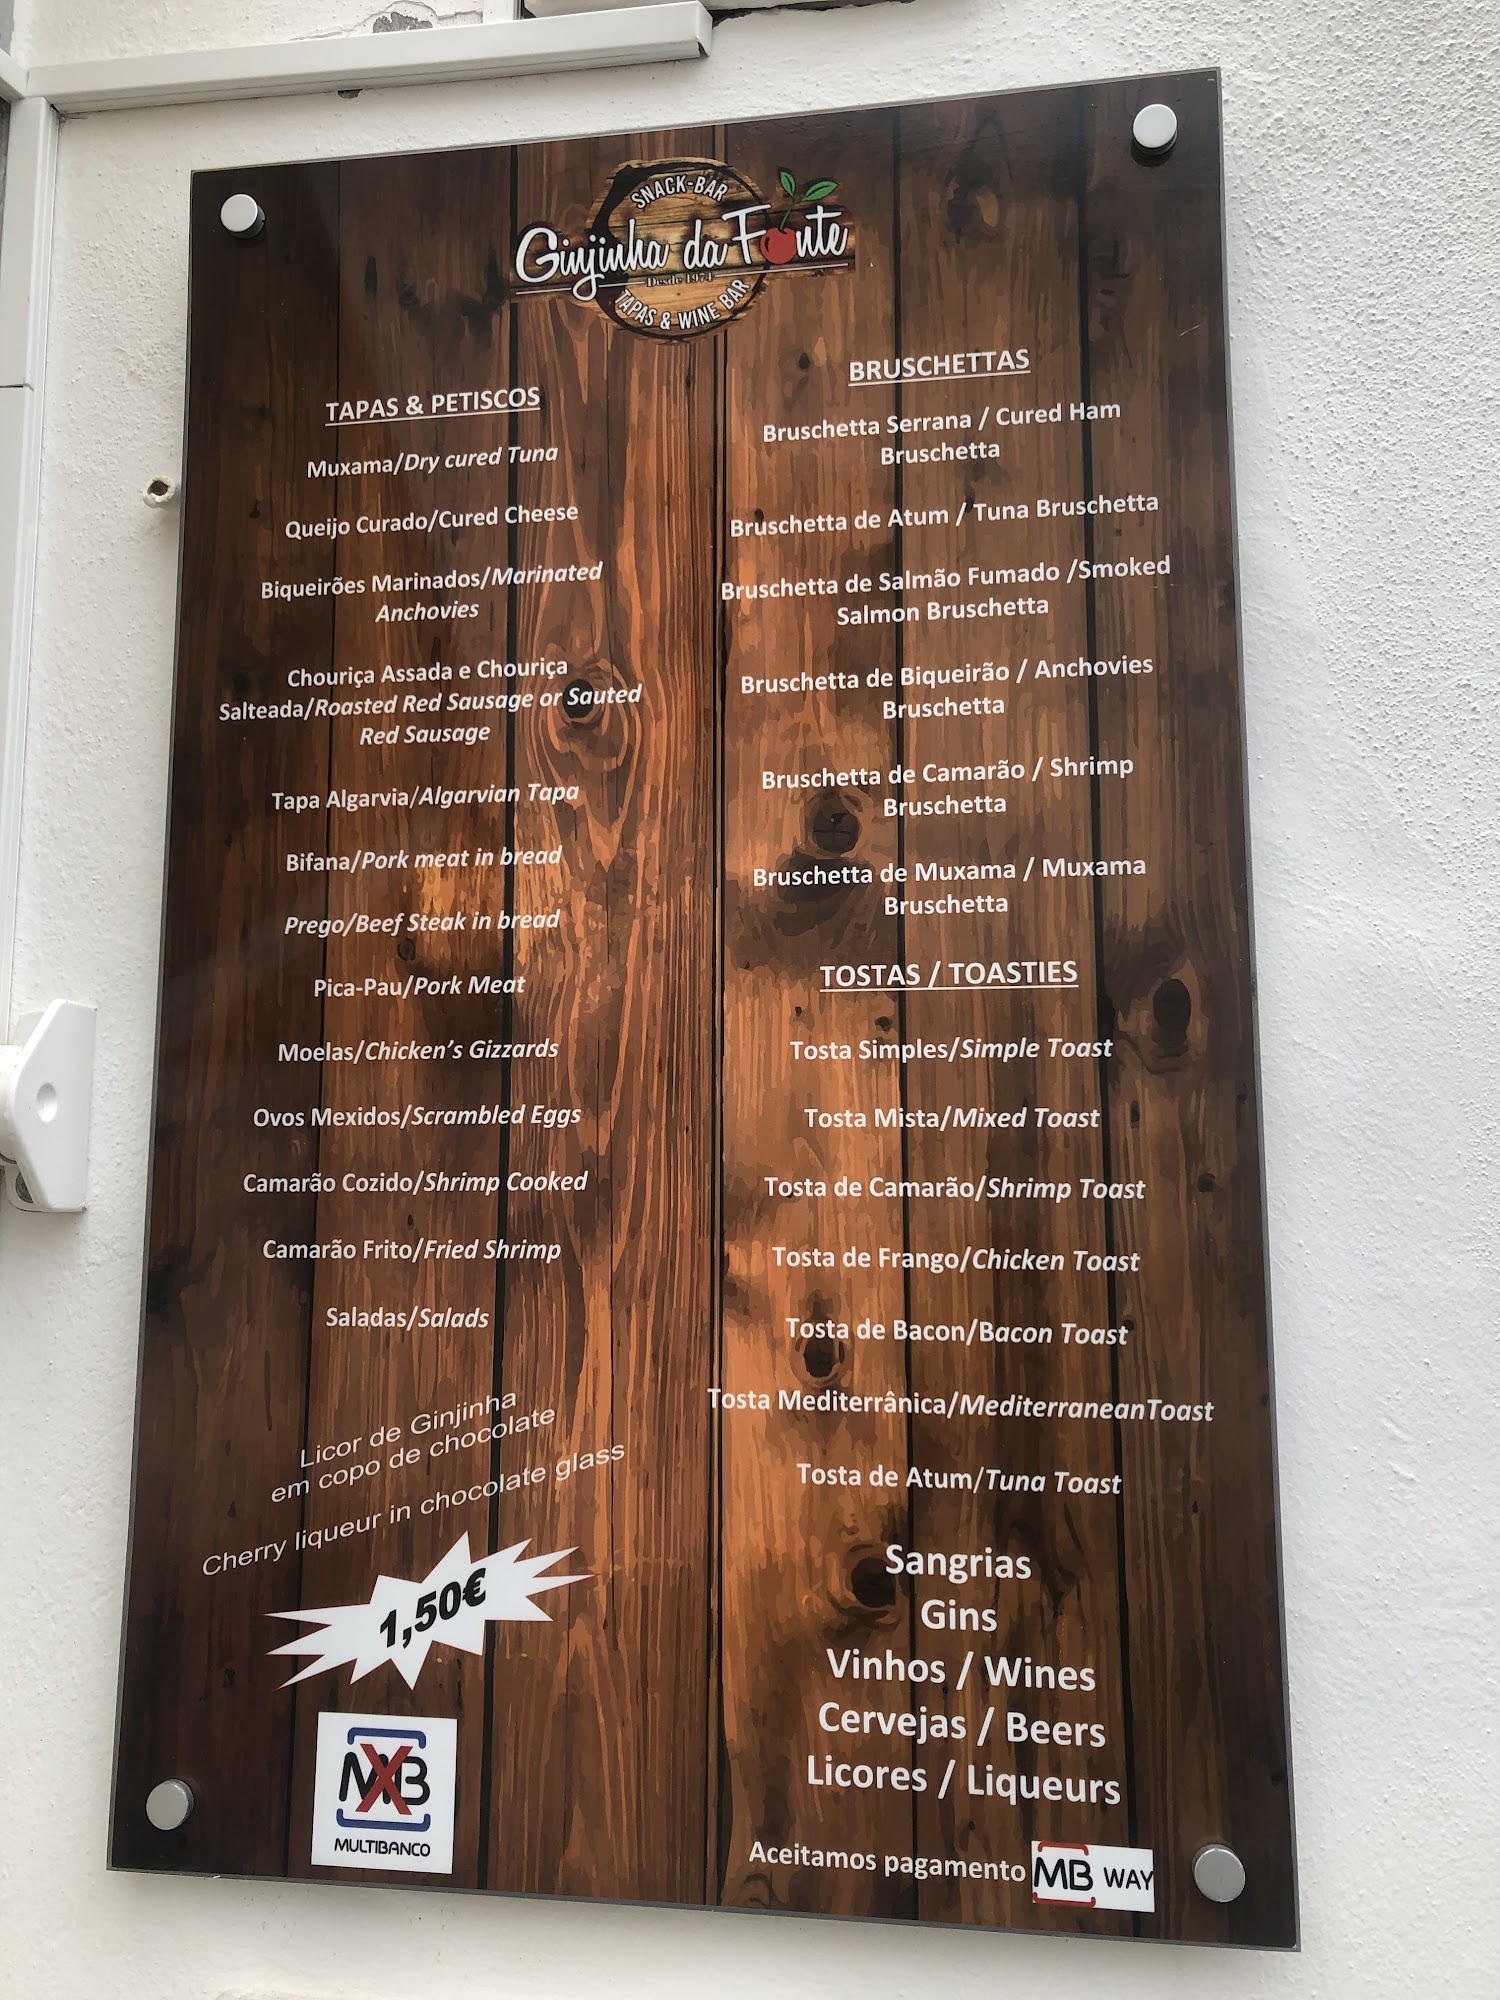 SNACK-BAR
Ginjinha da Fonte
Desde 1974
TAPAS & WINE BAR
TAPAS & PETISCOS
Muxama/Dry cured Tuna
Queijo Curado/Cured Cheese
Biqueirões Marinados/Marinated
Anchovies
Chouriça Assada e Chouriça
Salteada/Roasted Red Sausage or Sauted
Red Sausage
Tapa Algarvia/Algarvian Tapa
Bifana/Pork meat in bread
Prego/Beef Steak in bread
Pica-Pau/Pork Meat
Moelas/Chicken's Gizzards
Ovos Mexidos/Scrambled Eggs
Camarão Cozido/Shrimp Cooked
Camarão Frito/Fried Shrimp
Saladas/Salads
Licor de Ginjinha
em copo de chocolate
Cherry liqueur in chocolate glass
1,50€
MB
X
MULTIBANCO
BRUSCHETTAS
Bruschetta Serrana / Cured Ham
Bruschetta
Bruschetta de Atum / Tuna Bruschetta
Bruschetta de Salmão Fumado /Smoked
Salmon Bruschetta
Bruschetta de Biqueirão / Anchovies
Bruschetta
Bruschetta de Camarão / Shrimp
Bruschetta
Bruschetta de Muxama / Muxama
Bruschetta
TOSTAS / TOASTIES
Tosta Simples/Simple Toast
Tosta Mista/Mixed Toast
Tosta de Camarão/Shrimp Toast
Tosta de Frango/Chicken Toast
Tosta de Bacon/Bacon Toast
Tosta Mediterrânica/MediterraneanToast
Tosta de Atum/Tuna Toast
Sangrias
Gins
Vinhos / Wines
Cervejas / Beers
Licores / Liqueurs
Aceitamos pagamento MB WAY